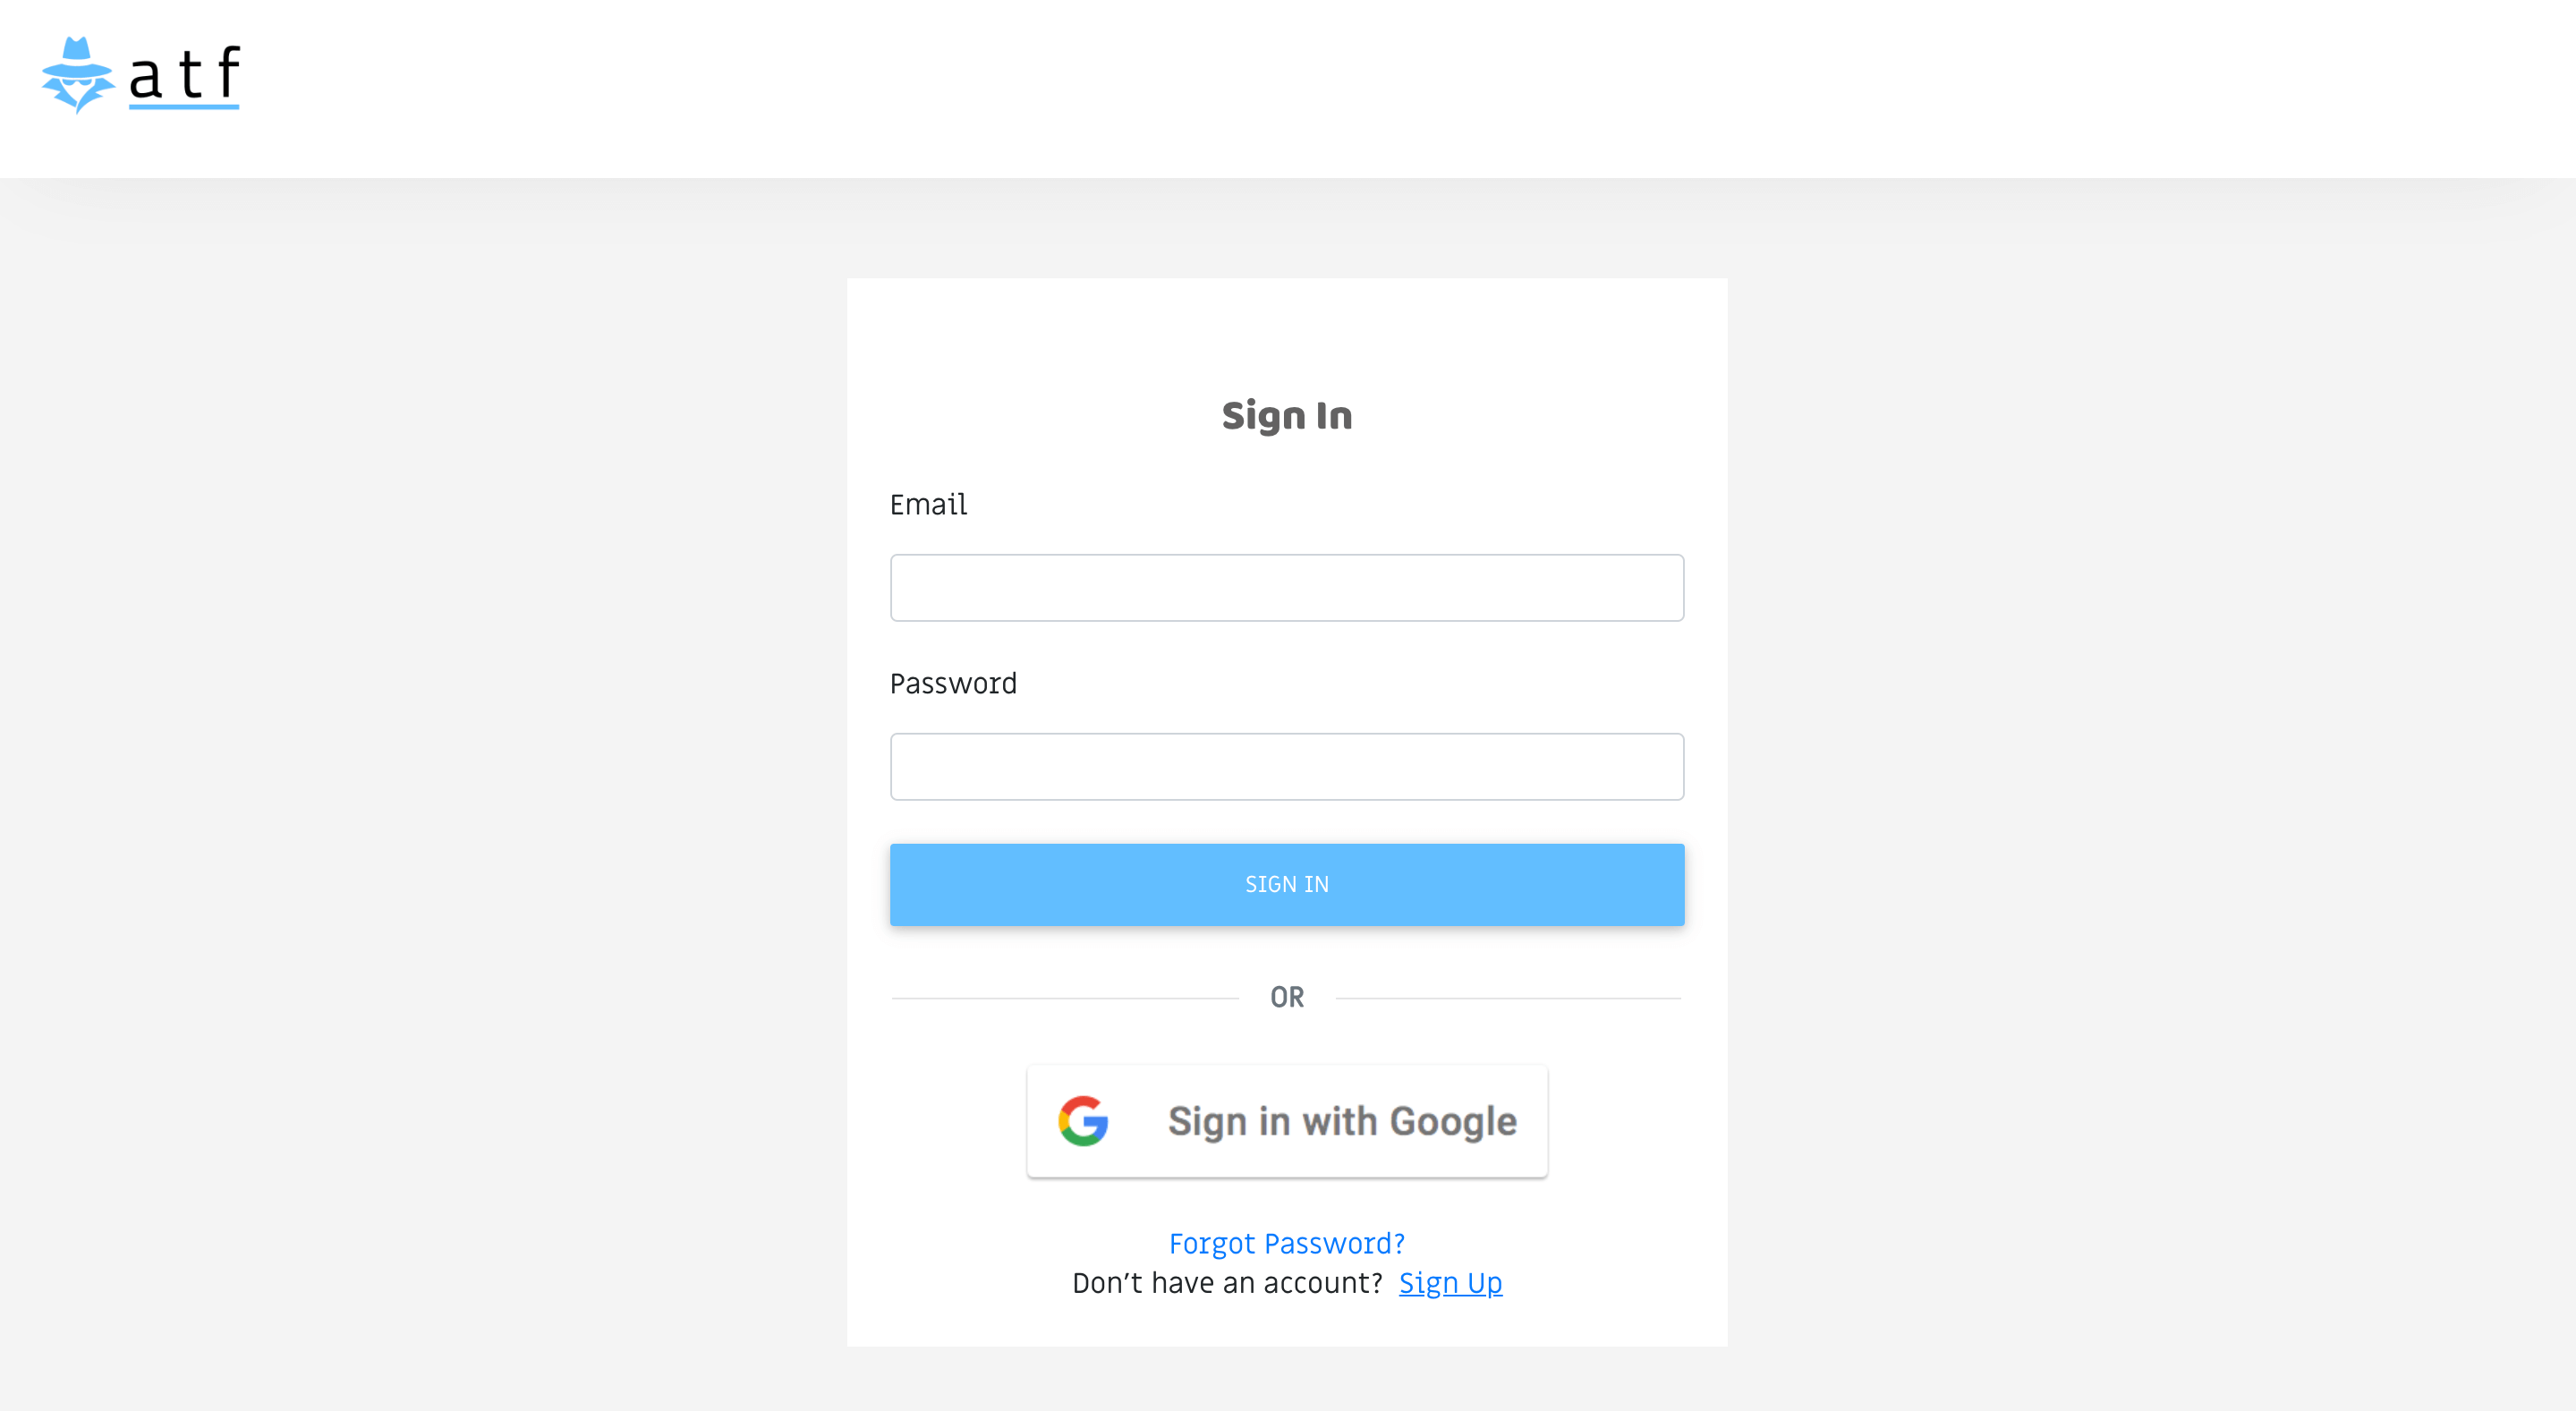 atf
Sign In
Email
Password
SIGN IN
OR
Sign in with Google
Forgot Password?
Don't have an account? Sign Up